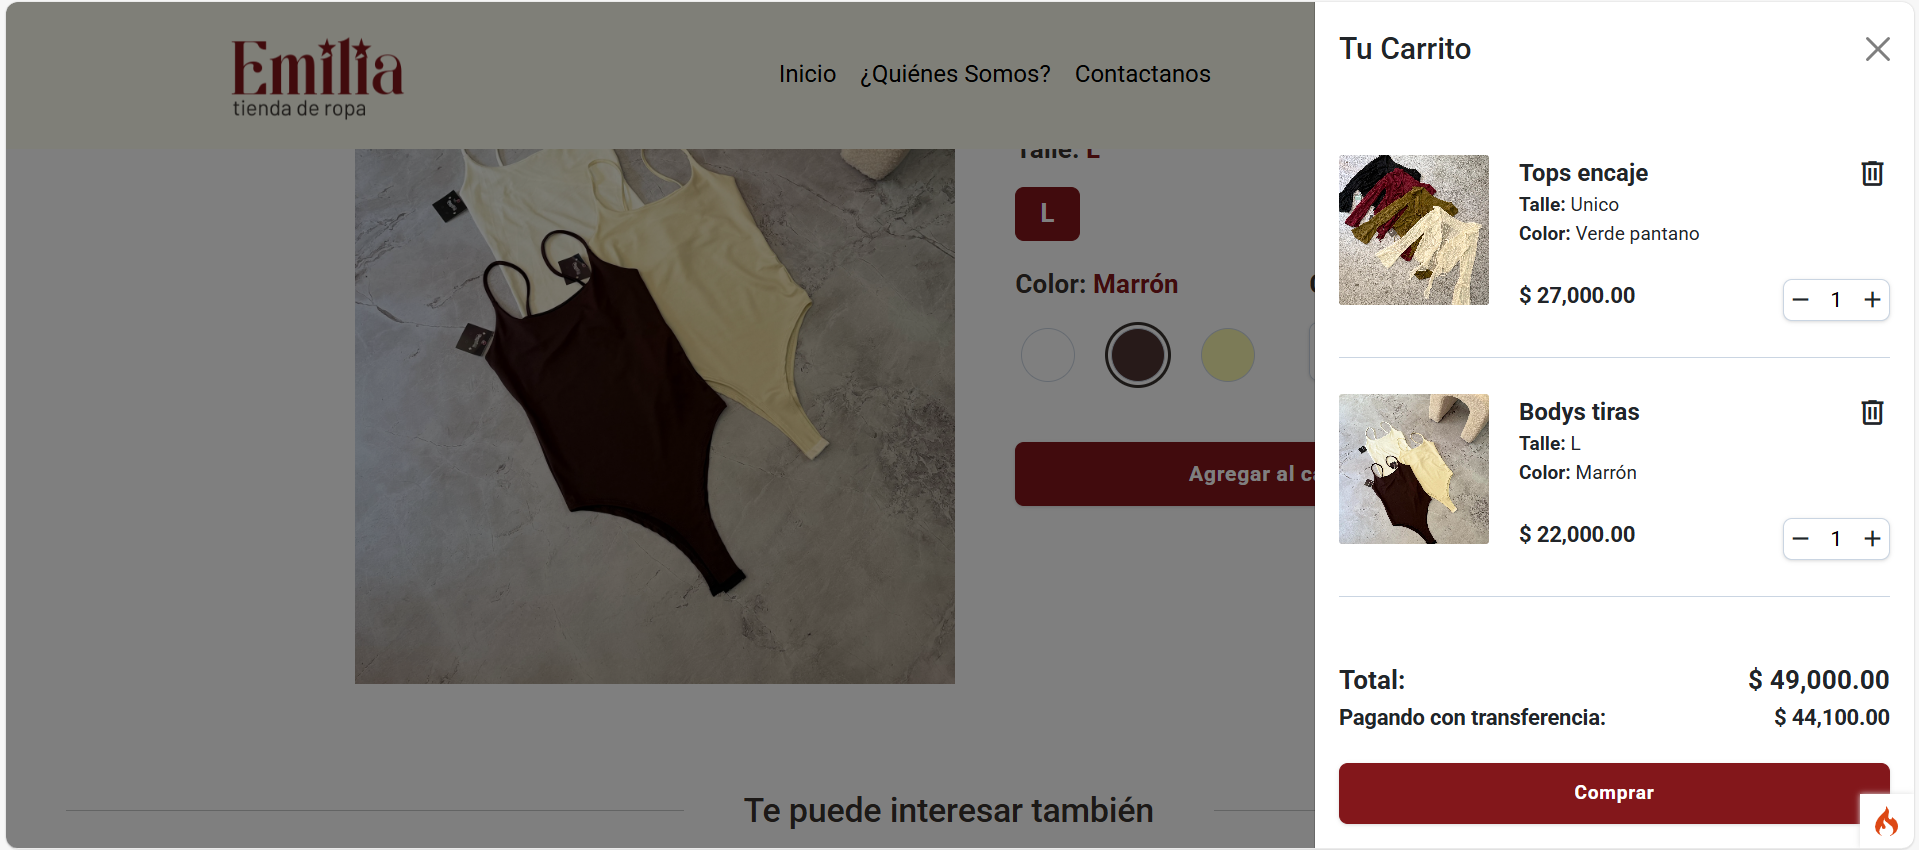 Emilia
tienda de ropa
Inicio ¿Quiénes Somos? Contactanos
Talle: L
L
Color: Marrón
Agregar al
Te puede interesar también
Tu Carrito
Tops encaje
Talle: Unico
Color: Verde pantano
$ 27,000.00
1
Bodys tiras
Talle: L
Color: Marrón
$ 22,000.00
1
Total: $ 49,000.00
Pagando con transferencia: $ 44,100.00
Comprar